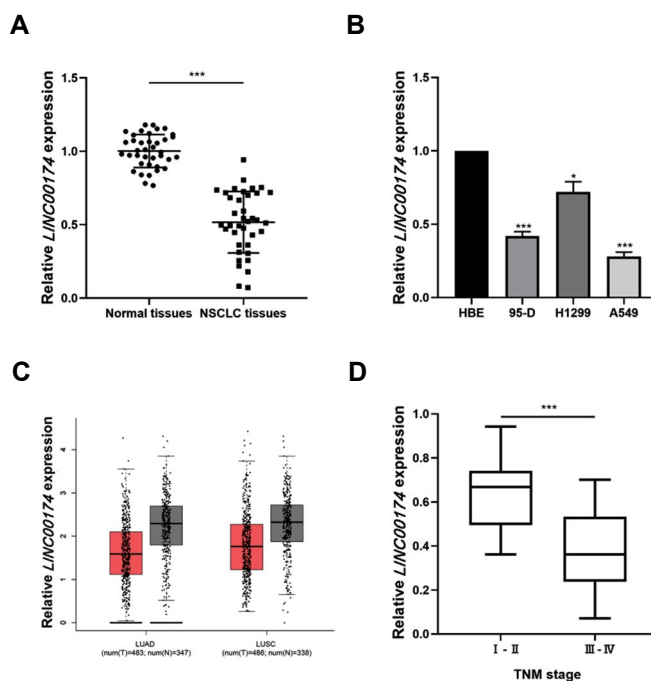 A
Relative LINC00174 expression
1.5
1.0
0.5
0.0
***
Normal tissues
NSCLC tissues
B
Relative LINC00174 expression
1.5
1.0
0.5
0.0
***
*
***
HBE
95-D
H1299
A549
C
Relative LINC00174 expression
4
3
2
1
0
LUAD
(num(T)=483; num(N)=347)
LUSC
(num(T)=486; num(N)=338)
D
Relative LINC00174 expression
1.0
0.8
0.6
0.4
0.2
0.0
***
Ⅰ - Ⅱ
Ⅲ - Ⅳ
TNM stage